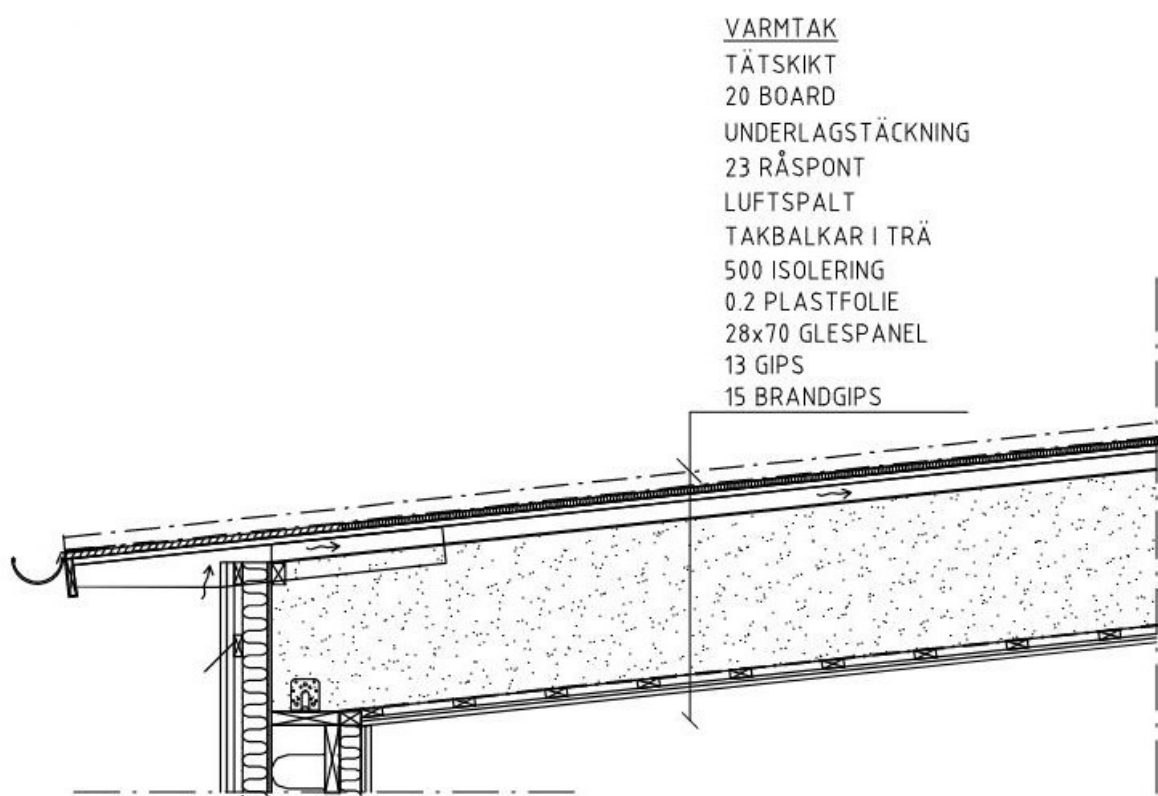 VARMTAK
TÄTSKIKT
20 BOARD
UNDERLAGSTÄCKNING
23 RÅSPONT
LUFTSPALT
TAKBALKAR I TRÄ
500 ISOLERING
0.2 PLASTFOLIE
28x70 GLESPANEL
13 GIPS
15 BRANDGIPS